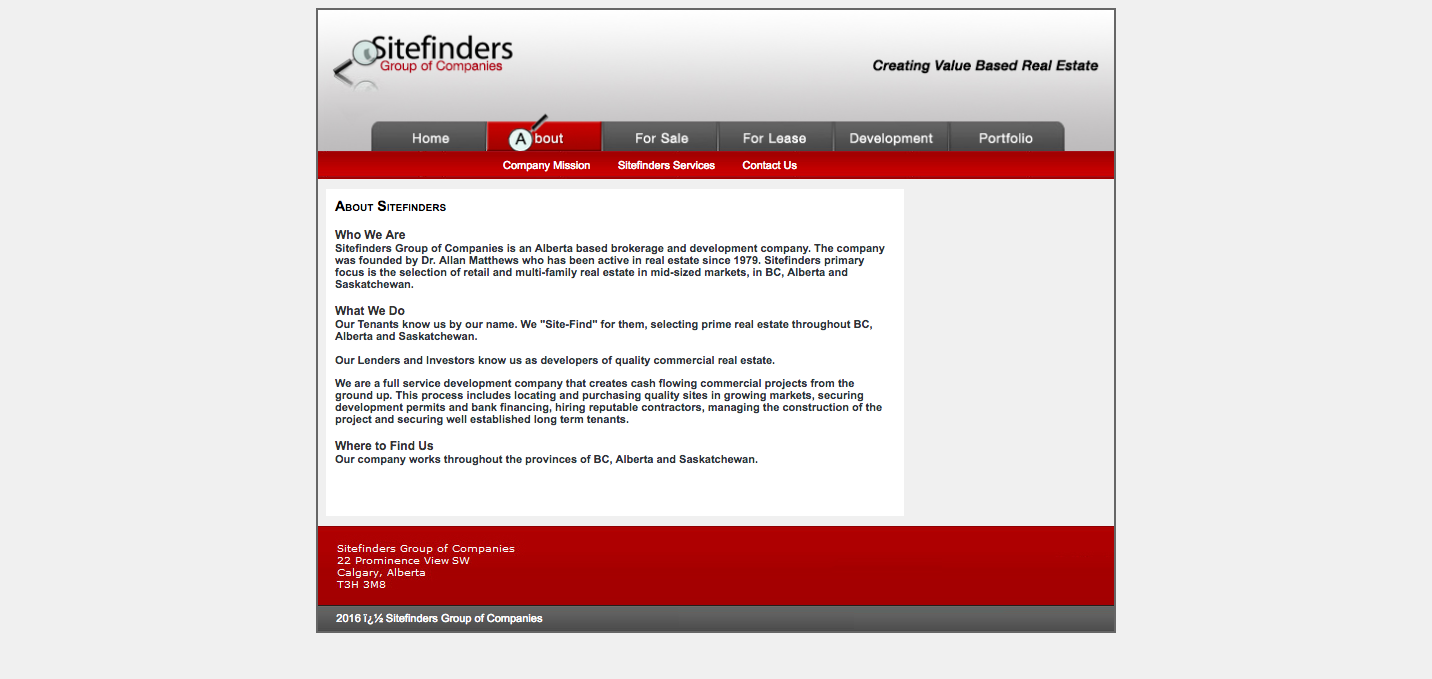 Sitefinders
Group of Companies
Creating Value Based Real Estate
Home About For Sale For Lease Development Portfolio
Company Mission Sitefinders Services Contact Us
About Sitefinders
Who We Are
Sitefinders Group of Companies is an Alberta based brokerage and development company. The company
was founded by Dr. Allan Matthews who has been active in real estate since 1979. Sitefinders primary
focus is the selection of retail and multi-family real estate in mid-sized markets, in BC, Alberta and
Saskatchewan.
What We Do
Our Tenants know us by our name. We "Site-Find" for them, selecting prime real estate throughout BC,
Alberta and Saskatchewan.
Our Lenders and Investors know us as developers of quality commercial real estate.
We are a full service development company that creates cash flowing commercial projects from the
ground up. This process includes locating and purchasing quality sites in growing markets, securing
development permits and bank financing, hiring reputable contractors, managing the construction of the
project and securing well established long term tenants.
Where to Find Us
Our company works throughout the provinces of BC, Alberta and Saskatchewan.
Sitefinders Group of Companies
22 Prominence View SW
Calgary, Alberta
T3H 3M8
2016 ï¿½ Sitefinders Group of Companies